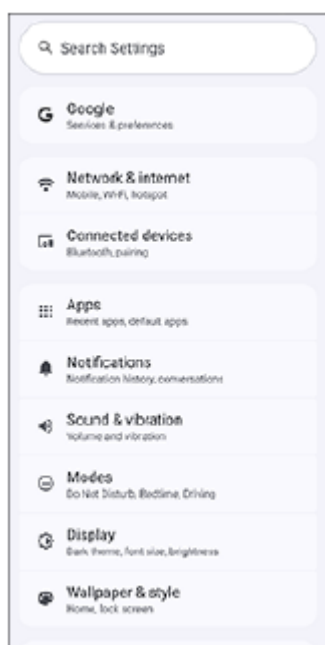 Search Settings
Google
Services & preferences
Network & internet
Mobile, Wi-Fi, hotspot
Connected devices
Bluetooth, pairing
Apps
Recent apps, default apps
Notifications
Notification history, conversations
Sound & vibration
Volume and vibration
Modes
Do Not Disturb, Bedtime, Driving
Display
Dark theme, font size, brightness
Wallpaper & style
Home, lock screen